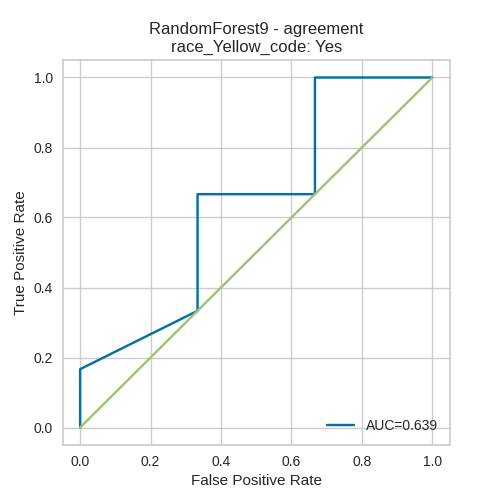 RandomForest9 - agreement
race_Yellow_code: Yes
1.0
0.8
0.6
0.4
0.2
0.0
True Positive Rate
AUC=0.639
0.0 0.2 0.4 0.6 0.8 1.0
False Positive Rate